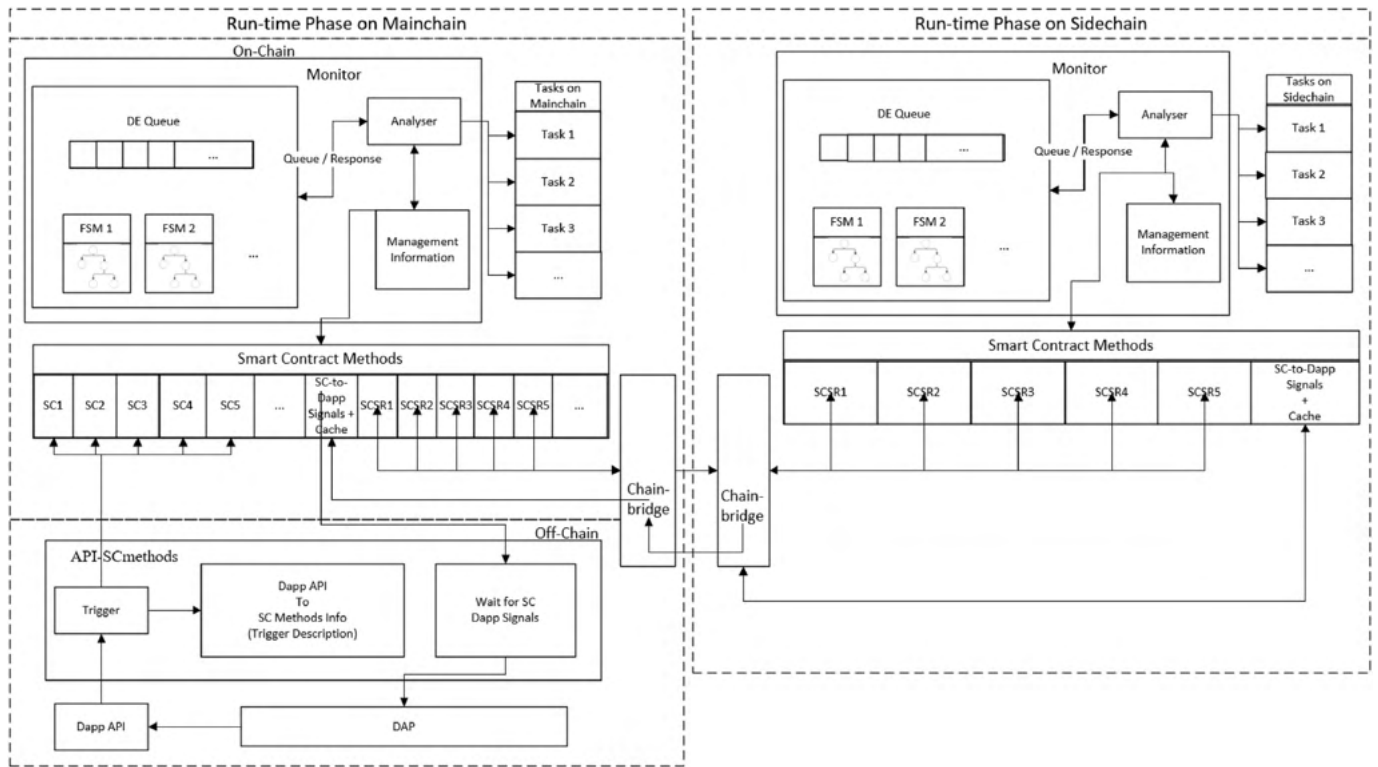 Run-time Phase on Mainchain
On-Chain
Monitor
DE Queue
...
Queue / Response
FSM 1
FSM 2
...
Analyser
Management
Information
Tasks on
Mainchain
Task 1
Task 2
Task 3
...
Smart Contract Methods
SC1
SC2
SC3
SC4
SC5
...
SC-to-
Dapp
Signals +
Cache
SCSR1
SCSR2
SCSR3
SCSR4
SCSR5
...
Chain-
bridge
Off-Chain
API-SCmethods
Trigger
Dapp API
To
SC Methods Info
(Trigger Description)
Wait for SC
Dapp Signals
Dapp API
DAP
Run-time Phase on Sidechain
Monitor
DE Queue
...
Queue / Response
FSM 1
FSM 2
...
Analyser
Management
Information
Tasks on
Sidechain
Task 1
Task 2
Task 3
...
Smart Contract Methods
SCSR1
SCSR2
SCSR3
SCSR4
SCSR5
SC-to-Dapp
Signals
+
Cache
Chain-
bridge